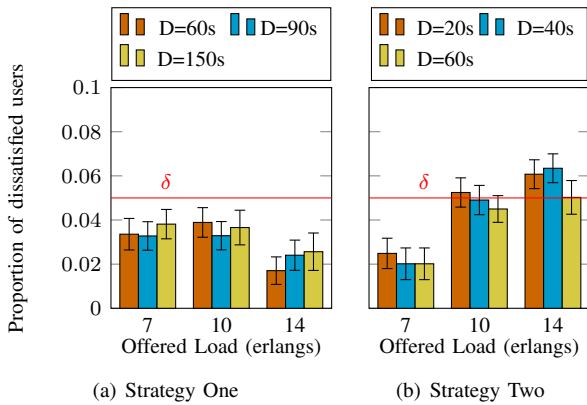 D=60s D=90s
D=150s
D=20s D=40s
D=60s
Proportion of dissatisfied users
0.1
0.08
0.06
0.04
0.02
0
δ
δ
7 10 14
7 10 14
Offered Load (erlangs)
Offered Load (erlangs)
(a) Strategy One
(b) Strategy Two